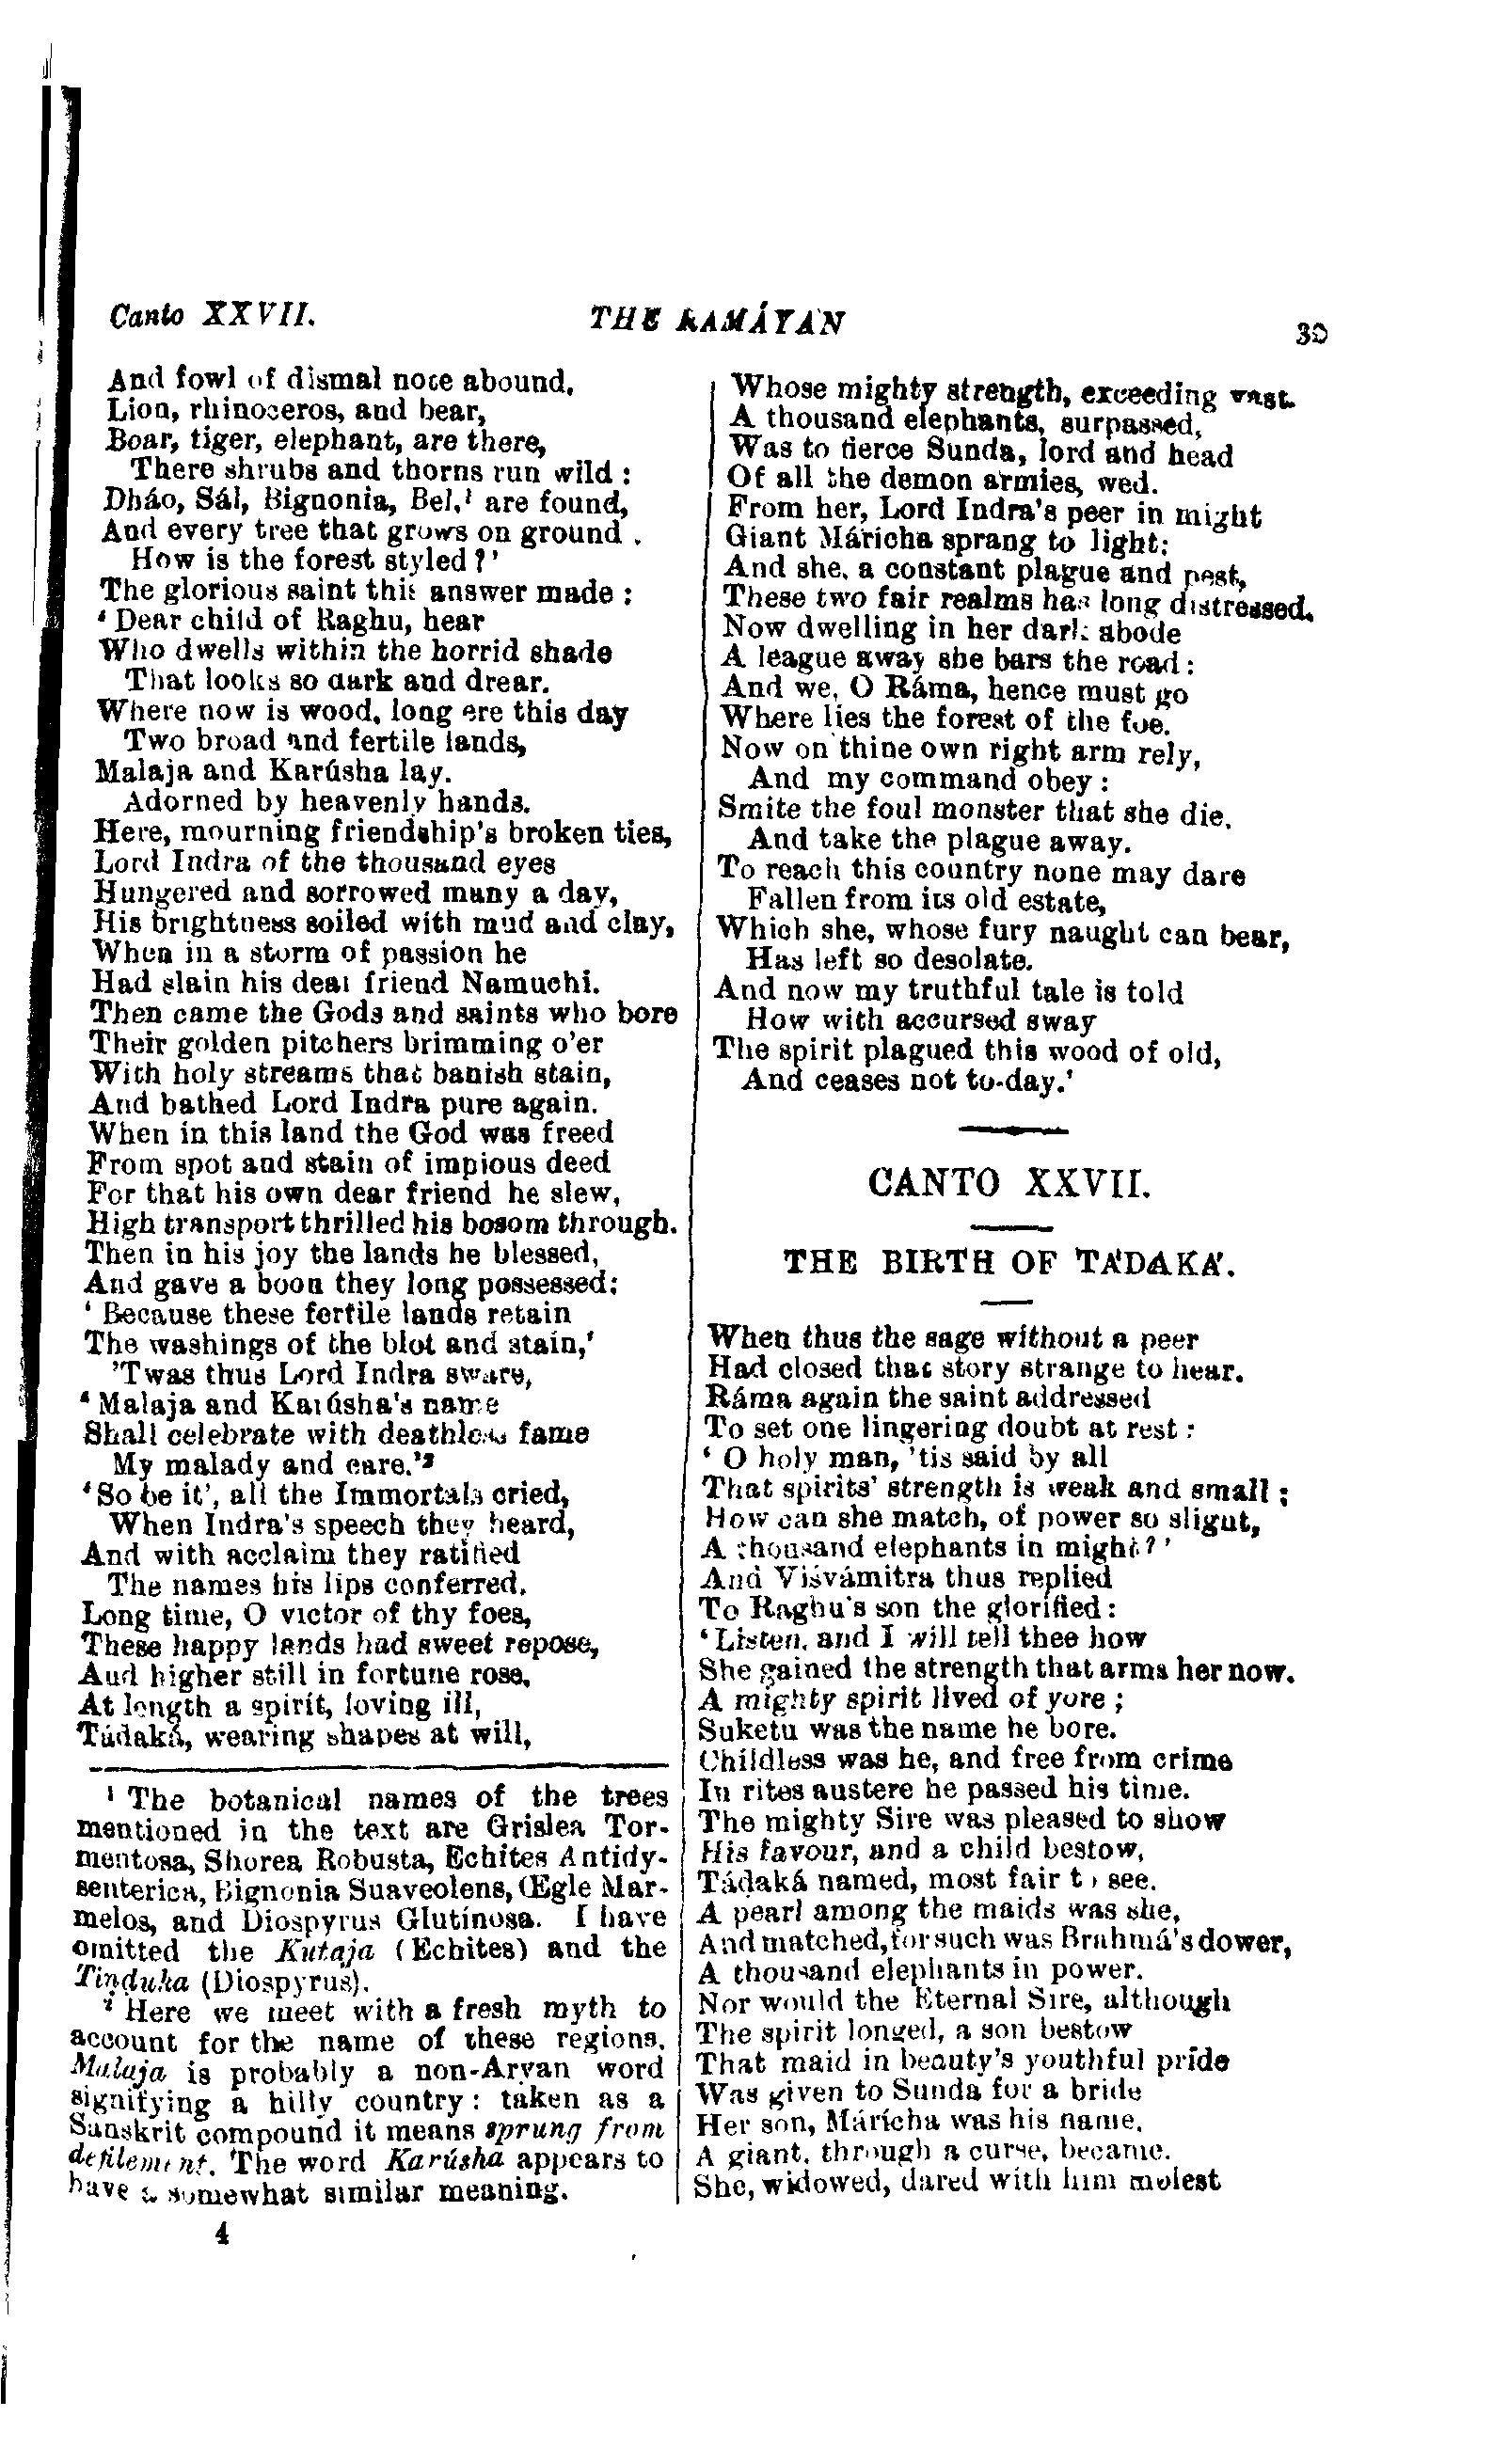 Canto XXVII.
THE RAMÁYAN
39
And fowl of dismal note abound,
Lion, rhinoceros, and bear,
Boar, tiger, elephant, are there,
There shrubs and thorns run wild :
Dháo, Sál, Bignonia, Bel,¹ are found,
And every tree that grows on ground .
How is the forest styled ?'
The glorious saint this answer made :
' Dear child of Raghu, hear
Who dwells within the horrid shade
That looks so dark and drear.
Where now is wood, long ere this day
Two broad and fertile lands,
Malaja and Karúsha lay.
Adorned by heavenly hands.
Here, mourning friendship's broken ties,
Lord Indra of the thousand eyes
Hungered and sorrowed many a day,
His brightness soiled with mud and clay,
When in a storm of passion he
Had slain his dear friend Namuchi.
Then came the Gods and saints who bore
Their golden pitchers brimming o'er
With holy streams that banish stain,
And bathed Lord Indra pure again.
When in this land the God was freed
From spot and stain of impious deed
For that his own dear friend he slew,
High transport thrilled his bosom through.
Then in his joy the lands he blessed,
And gave a boon they long possessed:
' Because these fertile lands retain
The washings of the blot and stain,'
'Twas thus Lord Indra sware,
' Malaja and Karúsha's name
Shall celebrate with deathless fame
My malady and care.'²
'So be it', all the Immortals cried,
When Indra's speech they heard,
And with acclaim they ratified
The names his lips conferred.
Long time, O victor of thy foes,
These happy lands had sweet repose,
And higher still in fortune rose.
At length a spirit, loving ill,
Tádaká, wearing shapes at will,
Whose mighty strength, exceeding vast.
A thousand elephants, surpassed,
Was to fierce Sunda, lord and head
Of all the demon armies, wed.
From her, Lord Indra's peer in might
Giant Márícha sprang to light:
And she, a constant plague and pest,
These two fair realms has long distressed.
Now dwelling in her dark abode
A league away she bars the road :
And we, O Ráma, hence must go
Where lies the forest of the foe.
Now on thine own right arm rely,
And my command obey :
Smite the foul monster that she die,
And take the plague away.
To reach this country none may dare
Fallen from its old estate,
Which she, whose fury naught can bear,
Has left so desolate.
And now my truthful tale is told
How with accursed sway
The spirit plagued this wood of old,
And ceases not to-day.'
CANTO XXVII.
THE BIRTH OF TÁDAKÁ.
When thus the sage without a peer
Had closed that story strange to hear.
Ráma again the saint addressed
To set one lingering doubt at rest :
' O holy man, 'tis said by all
That spirits' strength is weak and small ;
How can she match, of power so slight,
A thousand elephants in might ? '
And Viśvámitra thus replied
To Raghu's son the glorified :
' Listen, and I will tell thee how
She gained the strength that arms her now.
A mighty spirit lived of yore ;
Suketu was the name he bore.
Childless was he, and free from crime
In rites austere he passed his time.
The mighty Sire was pleased to show
His favour, and a child bestow,
Táḍaká named, most fair to see.
A pearl among the maids was she,
And matched, for such was Brahmá's dower,
A thousand elephants in power.
Nor would the Eternal Sire, although
The spirit longed, a son bestow
That maid in beauty's youthful pride
Was given to Sunda for a bride
Her son, Márícha was his name.
A giant, through a curse, became.
She, widowed, dared with him molest
¹ The botanical names of the trees
mentioned in the text are Grislea Tor-
mentosa, Shorea Robusta, Echites Antidy-
senterica, Bignonia Suaveolens, Œgle Mar-
melos, and Diospyrus Glutinosa. I have
omitted the Kutaja (Echites) and the
Tinḍuka (Diospyrus).
² Here we meet with a fresh myth to
account for the name of these regions.
Malaja is probably a non-Aryan word
signifying a hilly country : taken as a
Sanskrit compound it means sprung from
defilement. The word Karúsha appears to
have a somewhat similar meaning.
4